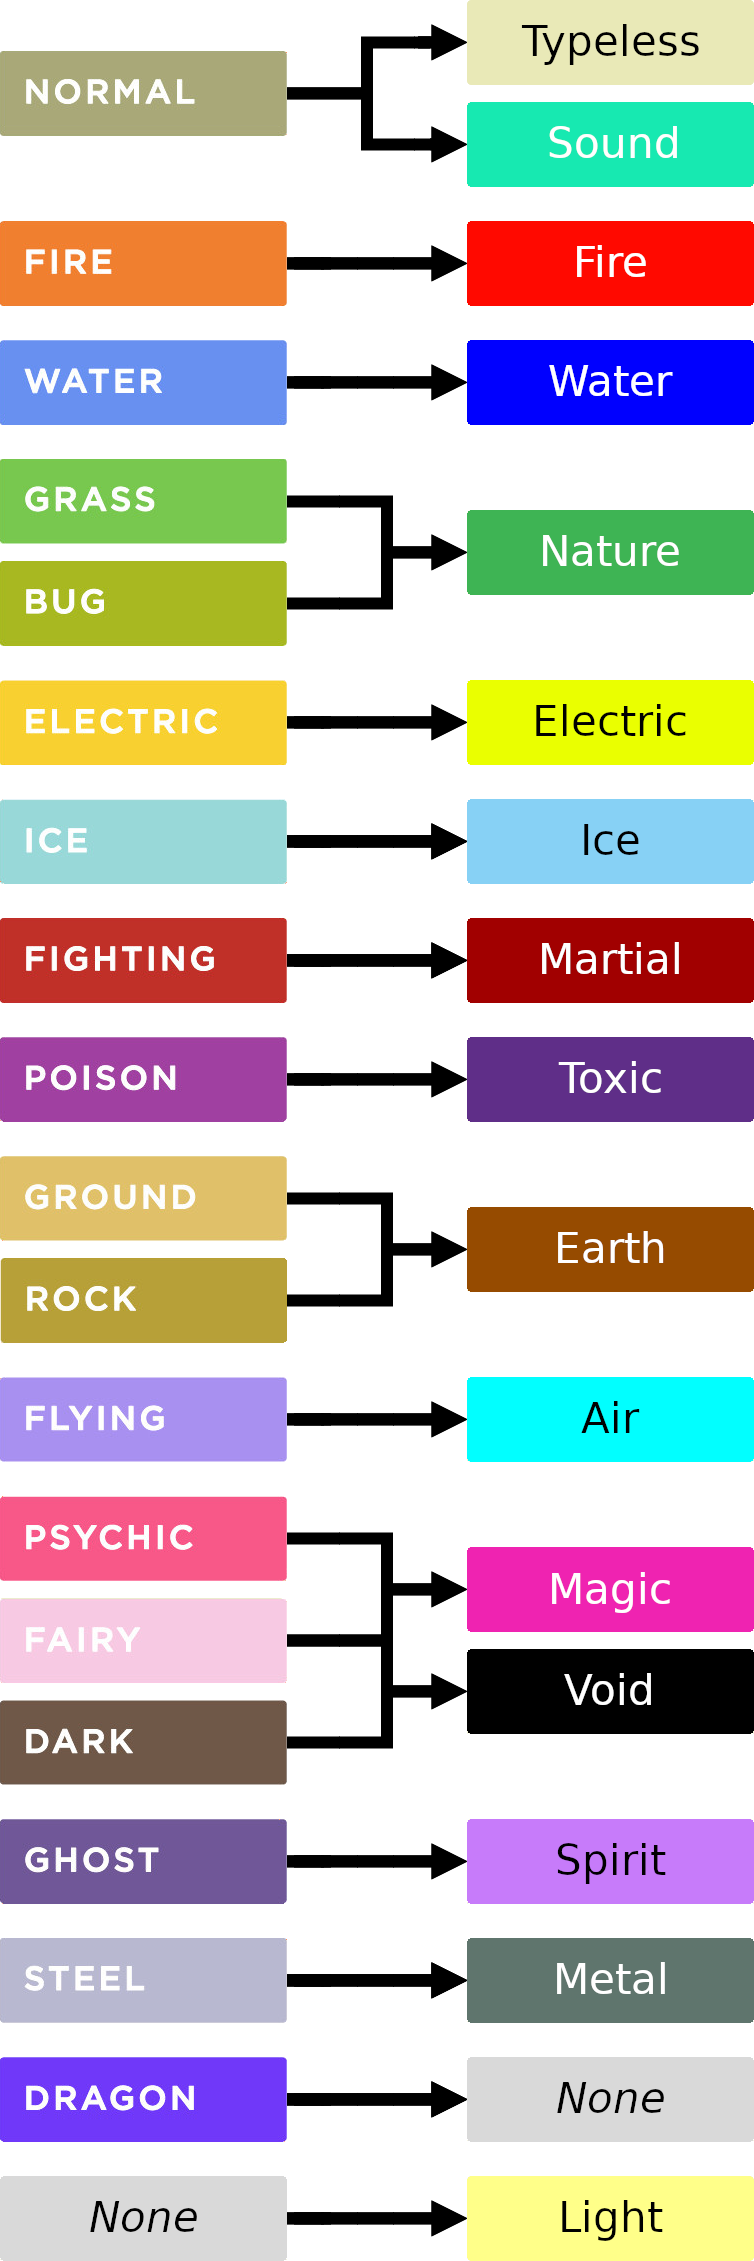 NORMAL
Typeless
Sound
FIRE
Fire
WATER
Water
GRASS
BUG
Nature
ELECTRIC
Electric
ICE
Ice
FIGHTING
Martial
POISON
Toxic
GROUND
ROCK
Earth
FLYING
Air
PSYCHIC
FAIRY
DARK
Magic
Void
GHOST
Spirit
STEEL
Metal
DRAGON
None
None
Light